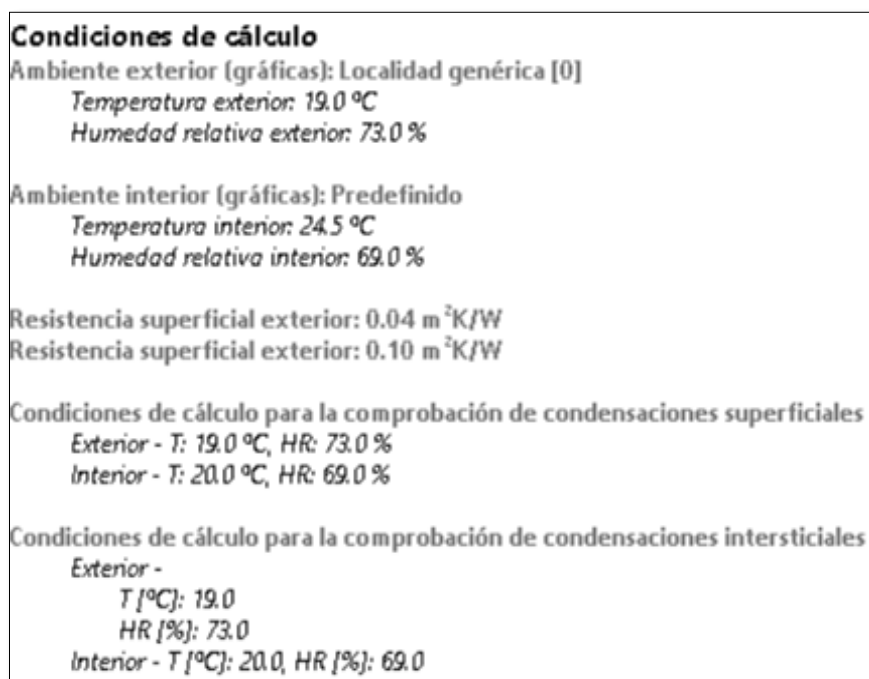 Condiciones de cálculo
Ambiente exterior (gráficas): Localidad genérica [0]
Temperatura exterior: 19.0 ºC
Humedad relativa exterior: 73.0 %
Ambiente interior (gráficas): Predefinido
Temperatura interior: 24.5 ºC
Humedad relativa interior: 69.0 %
Resistencia superficial exterior: 0.04 m²K/W
Resistencia superficial exterior: 0.10 m²K/W
Condiciones de cálculo para la comprobación de condensaciones superficiales
Exterior - T: 19.0 ºC, HR: 73.0 %
Interior - T: 20.0 ºC, HR: 69.0 %
Condiciones de cálculo para la comprobación de condensaciones intersticiales
Exterior -
T [ºC]: 19.0
HR [%]: 73.0
Interior - T [ºC]: 20.0, HR [%]: 69.0